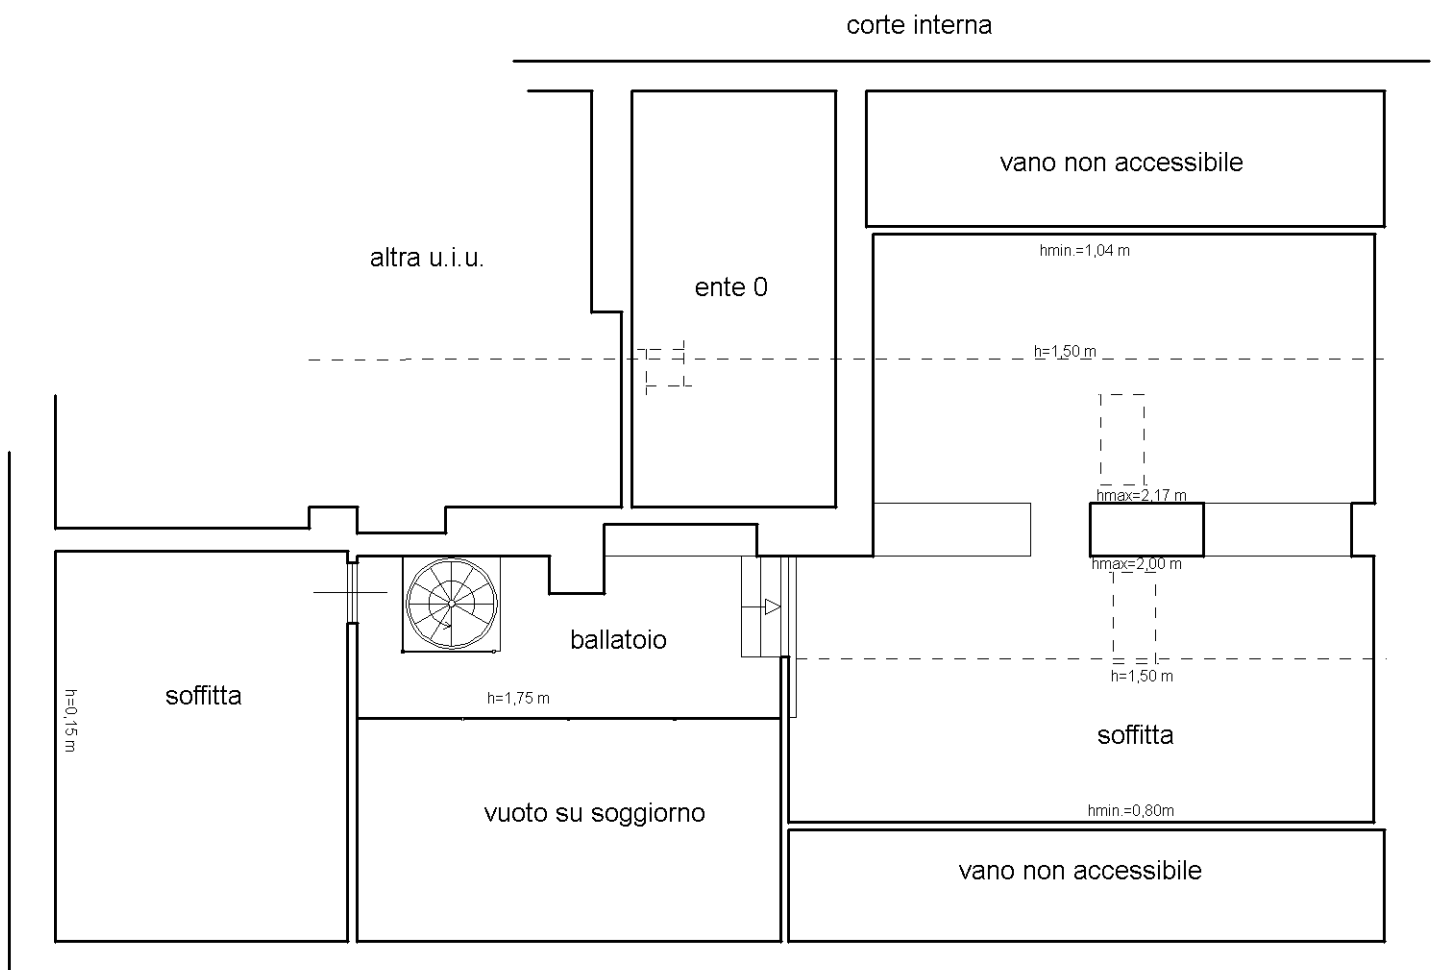 corte interna
vano non accessibile
hmin.=1,04 m
altra u.i.u.
ente 0
h=1,50 m
hmax=2,17 m
hmax=2,00 m
ballatoio
h=1,50 m
soffitta
h=0,15 m
h=1,75 m
soffitta
hmin.=0,80m
vuoto su soggiorno
vano non accessibile